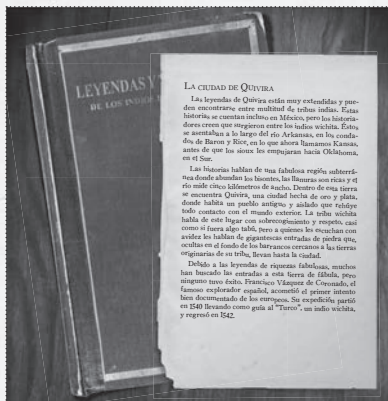 LEYENDAS Y
DE LOS INDIOS
LA CIUDAD DE QUIVIRA
Las leyendas de Quivira están muy extendidas y pue-
den encontrarse entre multitud de tribus indias. Estas
historias se cuentan incluso en México, pero los historia-
dores creen que surgieron entre los indios wichita. Éstos
se asentaban a lo largo del río Arkansas, en los conda-
dos de Baron y Rice, en lo que ahora llamamos Kansas,
antes de que los sioux les empujaran hacia Oklahoma,
en el Sur.
Las historias hablan de una fabulosa región subterrá-
nea donde abundan los bisontes, las llanuras son ricas y el
río mide cinco kilómetros de ancho. Dentro de esta tierra
se encuentra Quivira, una ciudad hecha de oro y plata,
donde habita un pueblo antiguo y aislado que rehúye
todo contacto con el mundo exterior. La tribu wichita
habla de este lugar con sobrecogimiento y respeto, casi
como si fuera algo tabú, pero a quienes les escuchan con
avidez les hablan de gigantescas entradas de piedra que,
ocultas en el fondo de los barrancos cercanos a las tierras
originarias de su tribu, llevan hasta la ciudad.
Debido a las leyendas de riquezas fabulosas, muchos
han buscado las entradas a esta tierra de fábula, pero
ninguno tuvo éxito. Francisco Vázquez de Coronado, el
famoso explorador español, acometió el primer intento
bien documentado de los europeos. Su expedición partió
en 1540 llevando como guía al "Turco", un indio wichita,
y regresó en 1542.